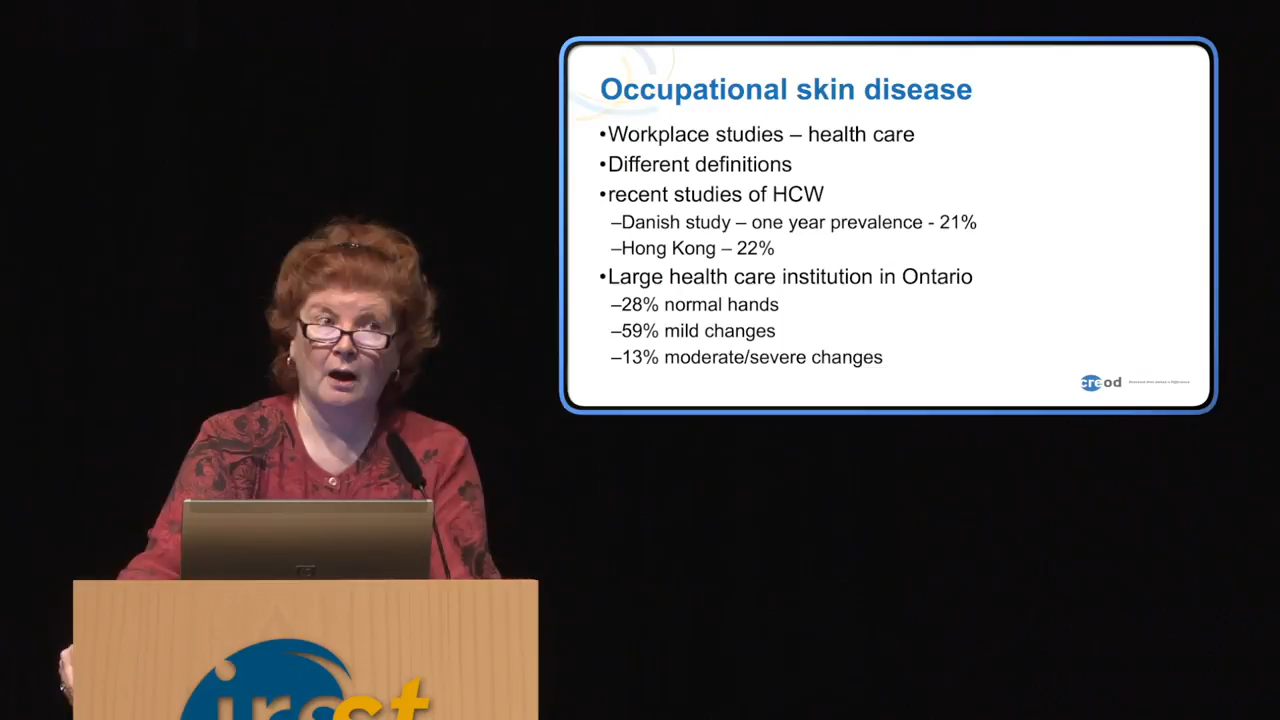 Occupational skin disease
•Workplace studies – health care
•Different definitions
•recent studies of HCW
–Danish study – one year prevalence - 21%
–Hong Kong – 22%
•Large health care institution in Ontario
–28% normal hands
–59% mild changes
–13% moderate/severe changes
creod
irsst